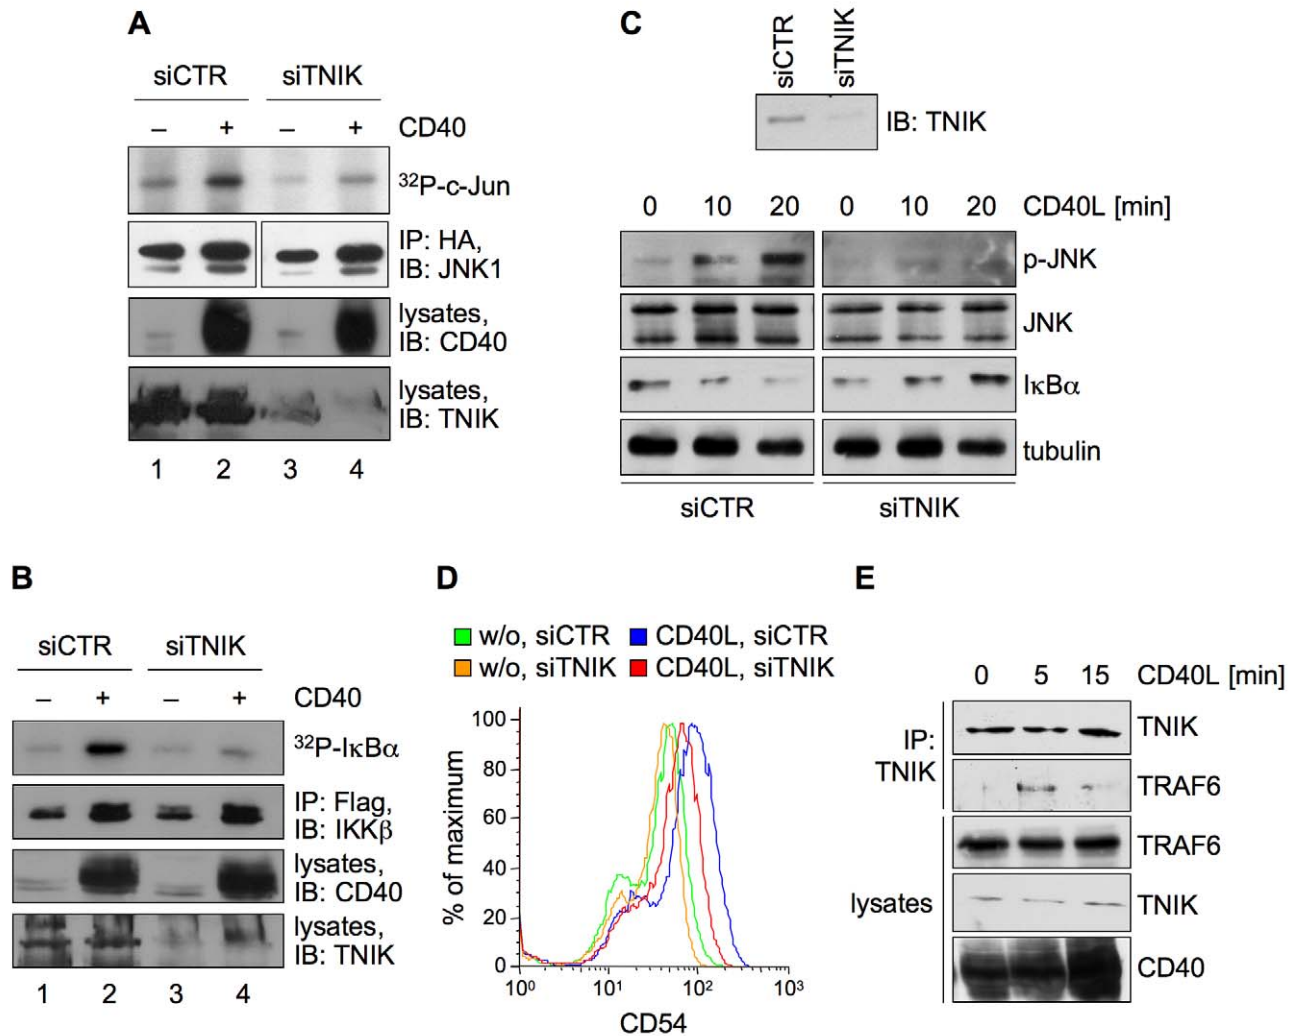 A
siCTR siTNIK
– + – + CD40
³²P-c-Jun
IP: HA,
IB: JNK1
lysates,
IB: CD40
lysates,
IB: TNIK
1 2 3 4
C
siCTR siTNIK
IB: TNIK
0 10 20 0 10 20 CD40L [min]
p-JNK
JNK
IκBα
tubulin
siCTR siTNIK
B
siCTR siTNIK
– + – + CD40
³²P-IκBα
IP: Flag,
IB: IKKβ
lysates,
IB: CD40
lysates,
IB: TNIK
1 2 3 4
D
w/o, siCTR CD40L, siCTR
w/o, siTNIK CD40L, siTNIK
% of maximum
100
80
60
40
20
0
10⁰ 10¹ 10² 10³
CD54
E
0 5 15 CD40L [min]
IP:
TNIK
TNIK
TRAF6
lysates
TRAF6
TNIK
CD40